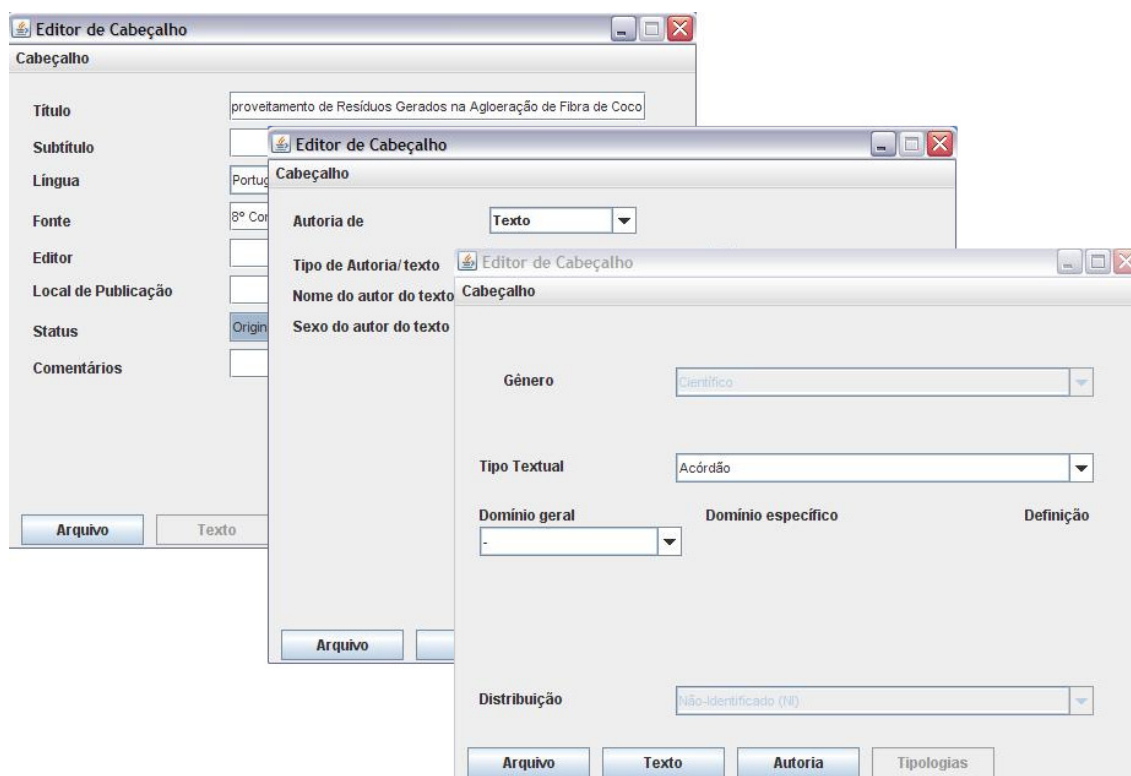 Editor de Cabeçalho
Cabeçalho
Título
proveitamento de Resíduos Gerados na Agloeração de Fibra de Coco
Subtítulo
Língua
Fonte
8º
Editor
Local de Publicação
Status
Comentários
Arquivo
Texto
Editor de Cabeçalho
Cabeçalho
Autoria de
Texto
Tipo de Autoria/texto
Nome do autor do texto
Sexo do autor do texto
Arquivo
Editor de Cabeçalho
Cabeçalho
Gênero
Científico
Tipo Textual
Acórdão
Domínio geral
Domínio específico
Definição
-
Distribuição
Não-Identificado (NI)
Arquivo
Texto
Autoria
Tipologias